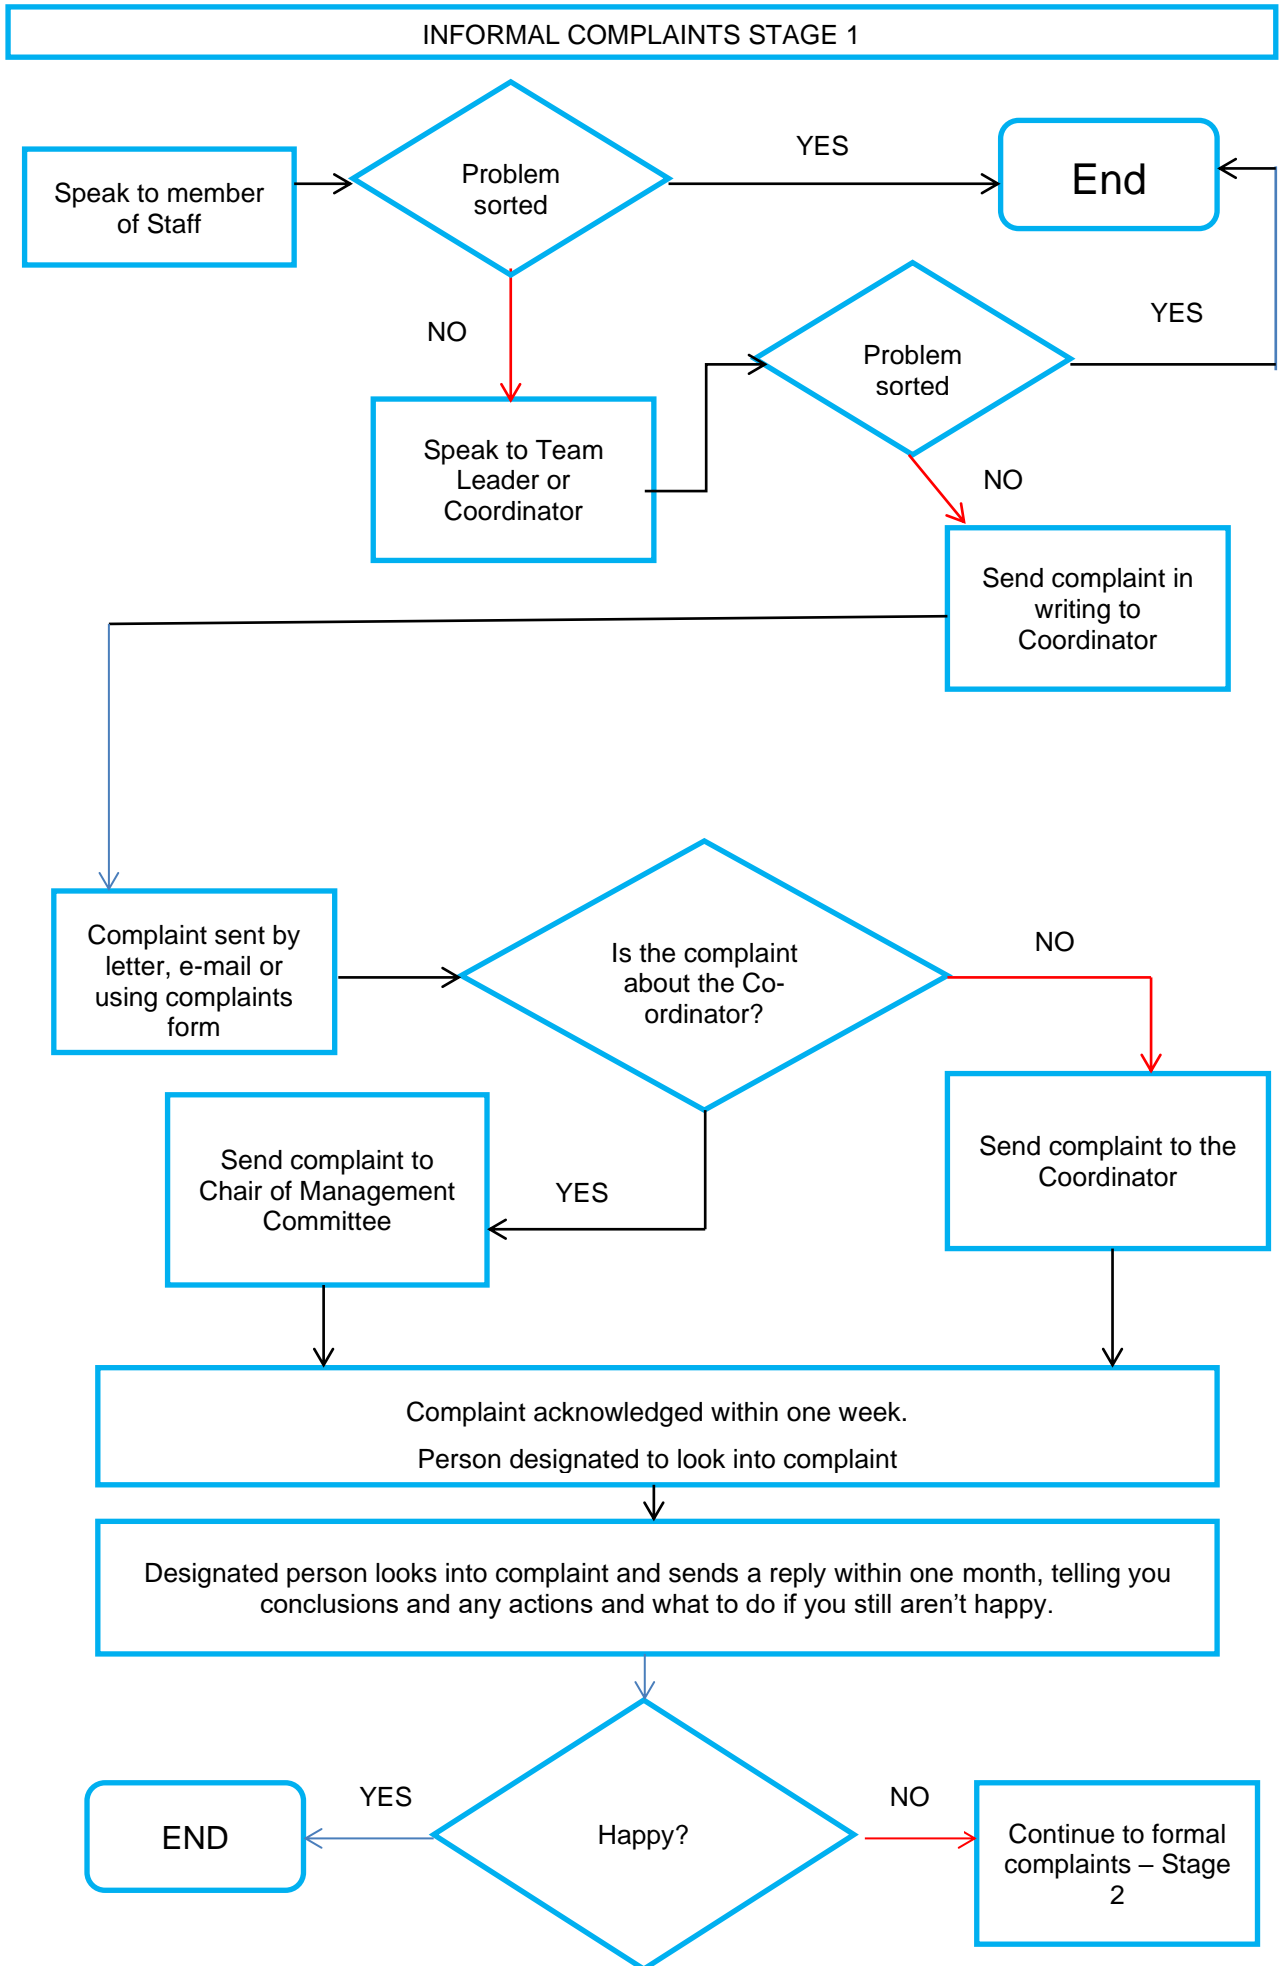 INFORMAL COMPLAINTS STAGE 1
Speak to member
of Staff
Problem
sorted
YES
End
NO
Speak to Team
Leader or
Coordinator
Problem
sorted
YES
NO
Send complaint in
writing to
Coordinator
Complaint sent by
letter, e-mail or
using complaints
form
Is the complaint
about the Co-
ordinator?
NO
Send complaint to
Chair of Management
Committee
YES
Send complaint to the
Coordinator
Complaint acknowledged within one week.
Person designated to look into complaint
Designated person looks into complaint and sends a reply within one month, telling you
conclusions and any actions and what to do if you still aren’t happy.
END
YES
Happy?
NO
Continue to formal
complaints – Stage
2